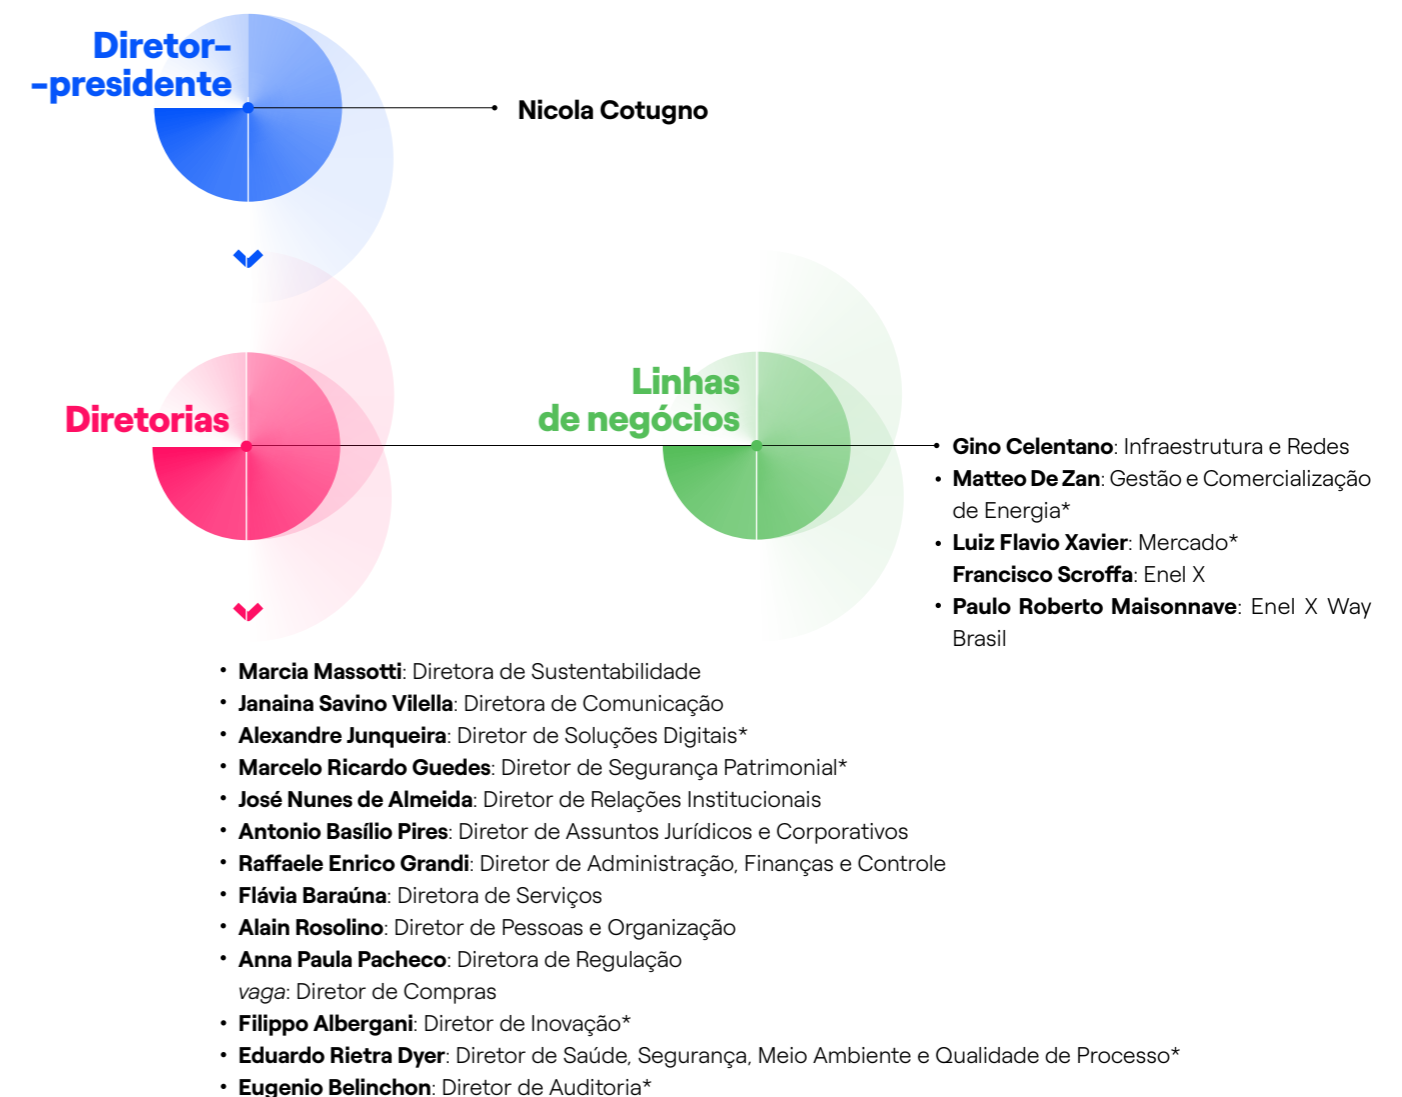 Diretor-
-presidente
Nicola Cotugno
Diretorias
Linhas
de negócios
• Gino Celentano: Infraestrutura e Redes
• Matteo De Zan: Gestão e Comercialização
de Energia*
• Luiz Flavio Xavier: Mercado*
Francisco Scroffa: Enel X
• Paulo Roberto Maisonnave: Enel X Way
Brasil
• Marcia Massotti: Diretora de Sustentabilidade
• Janaina Savino Vilella: Diretora de Comunicação
• Alexandre Junqueira: Diretor de Soluções Digitais*
• Marcelo Ricardo Guedes: Diretor de Segurança Patrimonial*
• José Nunes de Almeida: Diretor de Relações Institucionais
• Antonio Basílio Pires: Diretor de Assuntos Jurídicos e Corporativos
• Raffaele Enrico Grandi: Diretor de Administração, Finanças e Controle
• Flávia Baraúna: Diretora de Serviços
• Alain Rosolino: Diretor de Pessoas e Organização
• Anna Paula Pacheco: Diretora de Regulação
vaga: Diretor de Compras
• Filippo Albergani: Diretor de Inovação*
• Eduardo Rietra Dyer: Diretor de Saúde, Segurança, Meio Ambiente e Qualidade de Processo*
• Eugenio Belinchon: Diretor de Auditoria*